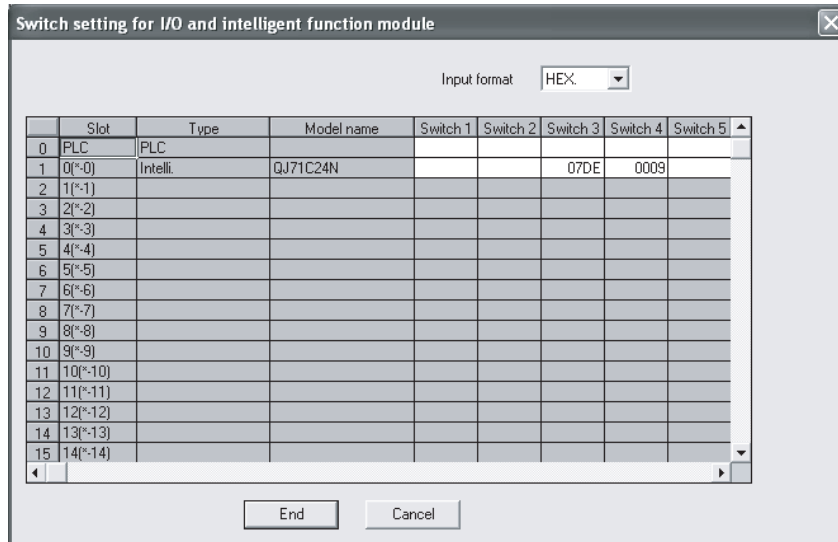 Switch setting for I/O and intelligent function module
Input format HEX.
Slot Type Model name Switch 1 Switch 2 Switch 3 Switch 4 Switch 5
0 PLC PLC
1 0(*-0) Intelli. QJ71C24N 07DE 0009
2 1(*-1)
3 2(*-2)
4 3(*-3)
5 4(*-4)
6 5(*-5)
7 6(*-6)
8 7(*-7)
9 8(*-8)
10 9(*-9)
11 10(*-10)
12 11(*-11)
13 12(*-12)
14 13(*-13)
15 14(*-14)
End Cancel